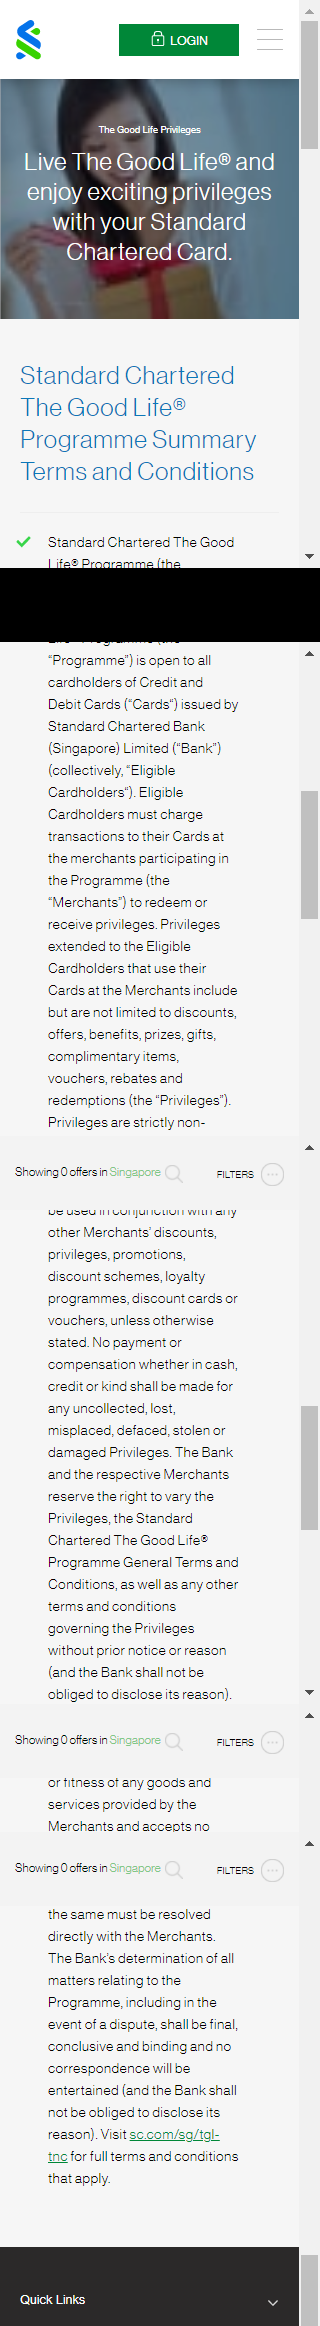 LOGIN
The Good Life Privileges
Live The Good Life® and
enjoy exciting privileges
with your Standard
Chartered Card.
Standard Chartered
The Good Life®
Programme Summary
Terms and Conditions
Standard Chartered The Good
Life® Programme (the
“Programme”) is open to all
cardholders of Credit and
Debit Cards (“Cards“) issued by
Standard Chartered Bank
(Singapore) Limited (“Bank”)
(collectively, “Eligible
Cardholders“). Eligible
Cardholders must charge
transactions to their Cards at
the merchants participating in
the Programme (the
“Merchants”) to redeem or
receive privileges. Privileges
extended to the Eligible
Cardholders that use their
Cards at the Merchants include
but are not limited to discounts,
offers, benefits, prizes, gifts,
complimentary items,
vouchers, rebates and
redemptions (the “Privileges”).
Privileges are strictly non-
Showing 0 offers in Singapore FILTERS
be used in conjunction with any
other Merchants’ discounts,
privileges, promotions,
discount schemes, loyalty
programmes, discount cards or
vouchers, unless otherwise
stated. No payment or
compensation whether in cash,
credit or kind shall be made for
any uncollected, lost,
misplaced, defaced, stolen or
damaged Privileges. The Bank
and the respective Merchants
reserve the right to vary the
Privileges, the Standard
Chartered The Good Life®
Programme General Terms and
Conditions, as well as any other
terms and conditions
governing the Privileges
without prior notice or reason
(and the Bank shall not be
obliged to disclose its reason).
Showing 0 offers in Singapore FILTERS
or fitness of any goods and
services provided by the
Merchants and accepts no
Showing 0 offers in Singapore FILTERS
the same must be resolved
directly with the Merchants.
The Bank’s determination of all
matters relating to the
Programme, including in the
event of a dispute, shall be final,
conclusive and binding and no
correspondence will be
entertained (and the Bank shall
not be obliged to disclose its
reason). Visit sc.com/sg/tgl-
tnc for full terms and conditions
that apply.
Quick Links